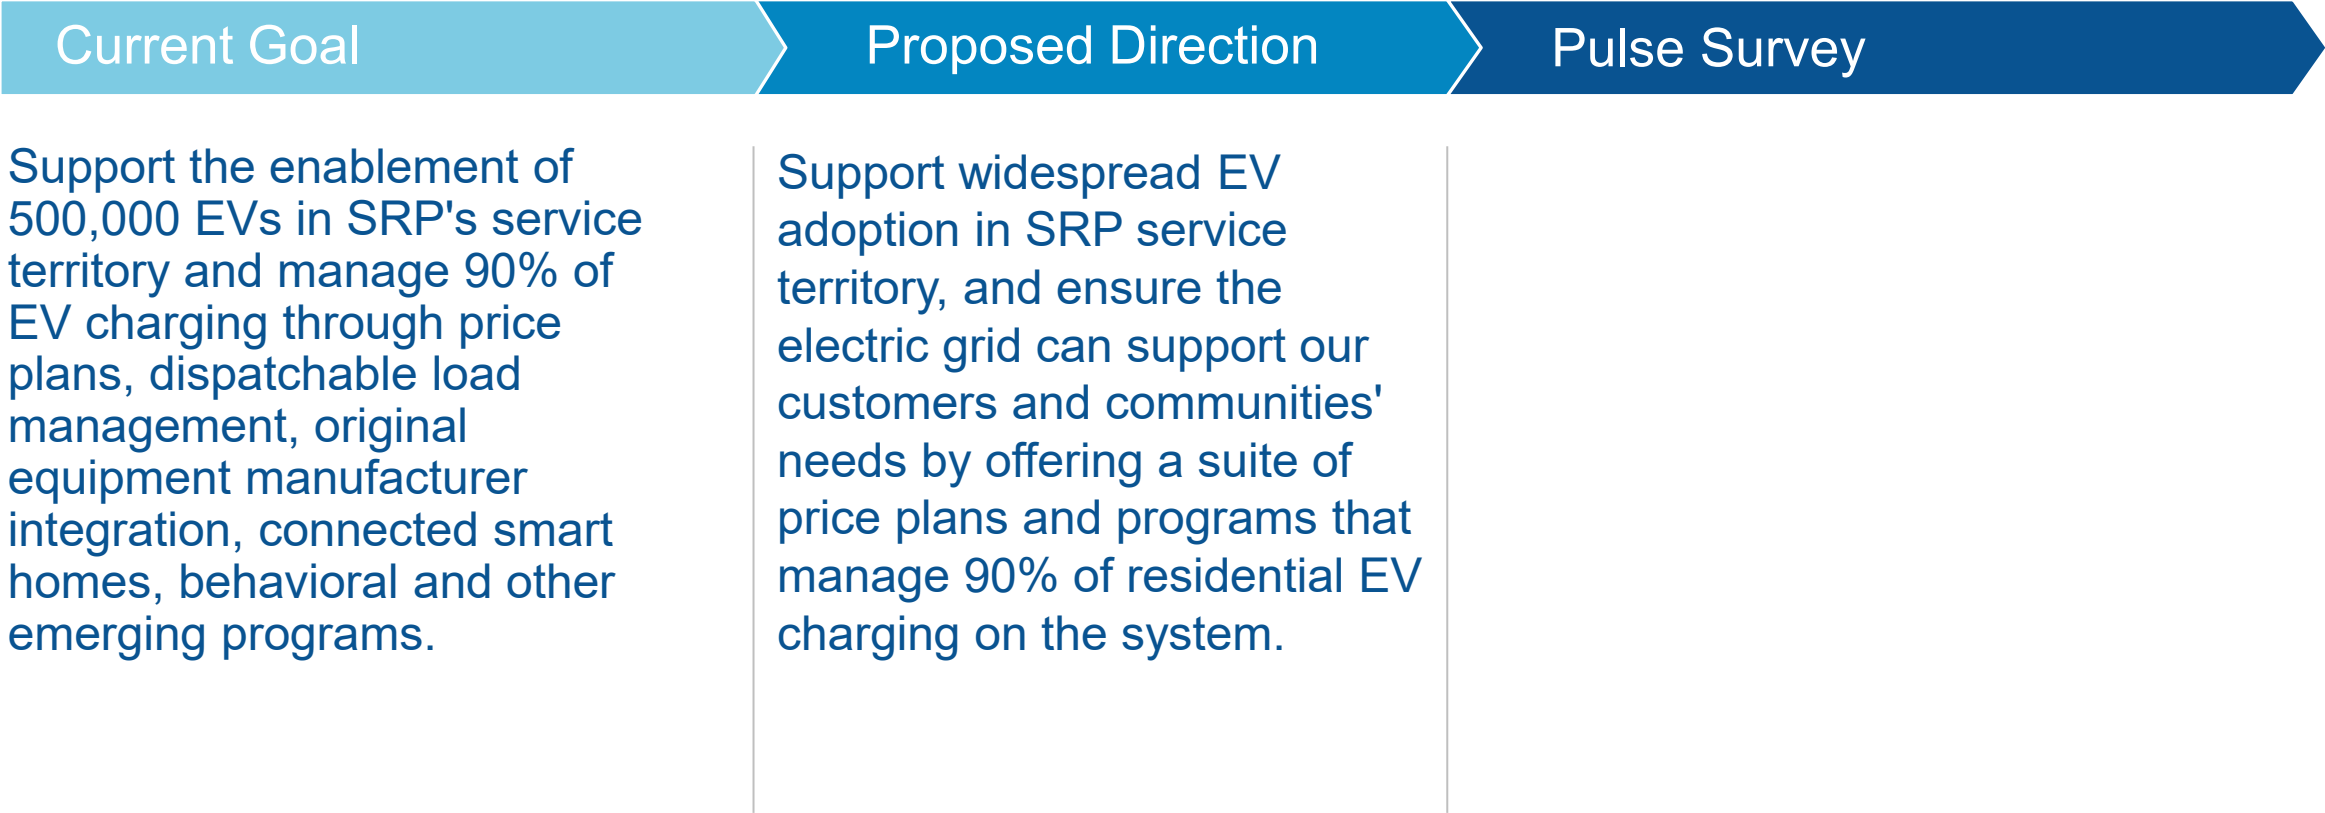 Current Goal
Proposed Direction
Pulse Survey
Support the enablement of
500,000 EVs in SRP's service
territory and manage 90% of
EV charging through price
plans, dispatchable load
management, original
equipment manufacturer
integration, connected smart
homes, behavioral and other
emerging programs.
Support widespread EV
adoption in SRP service
territory, and ensure the
electric grid can support our
customers and communities'
needs by offering a suite of
price plans and programs that
manage 90% of residential EV
charging on the system.